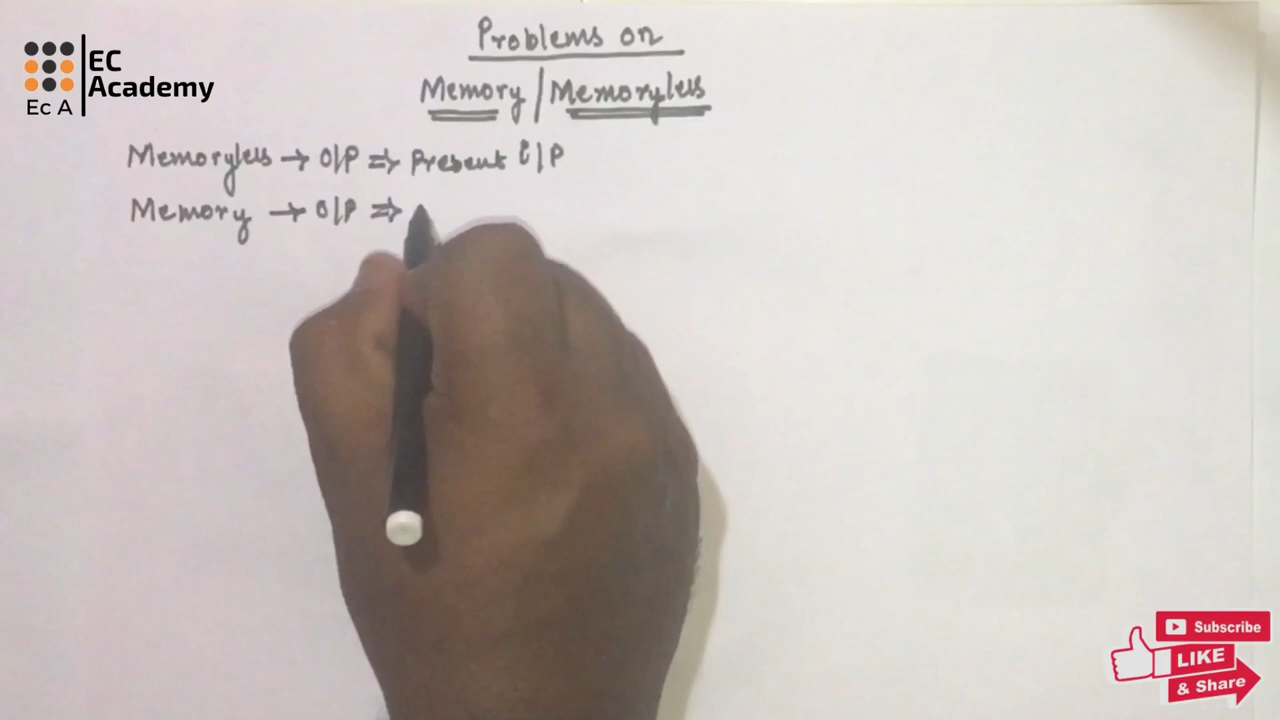 EC
Academy
Ec A
Problems on
Memory / Memoryless
Memoryless → O/P ⇒ Present i/P
Memory → O/P ⇒
Subscribe
LIKE
& Share